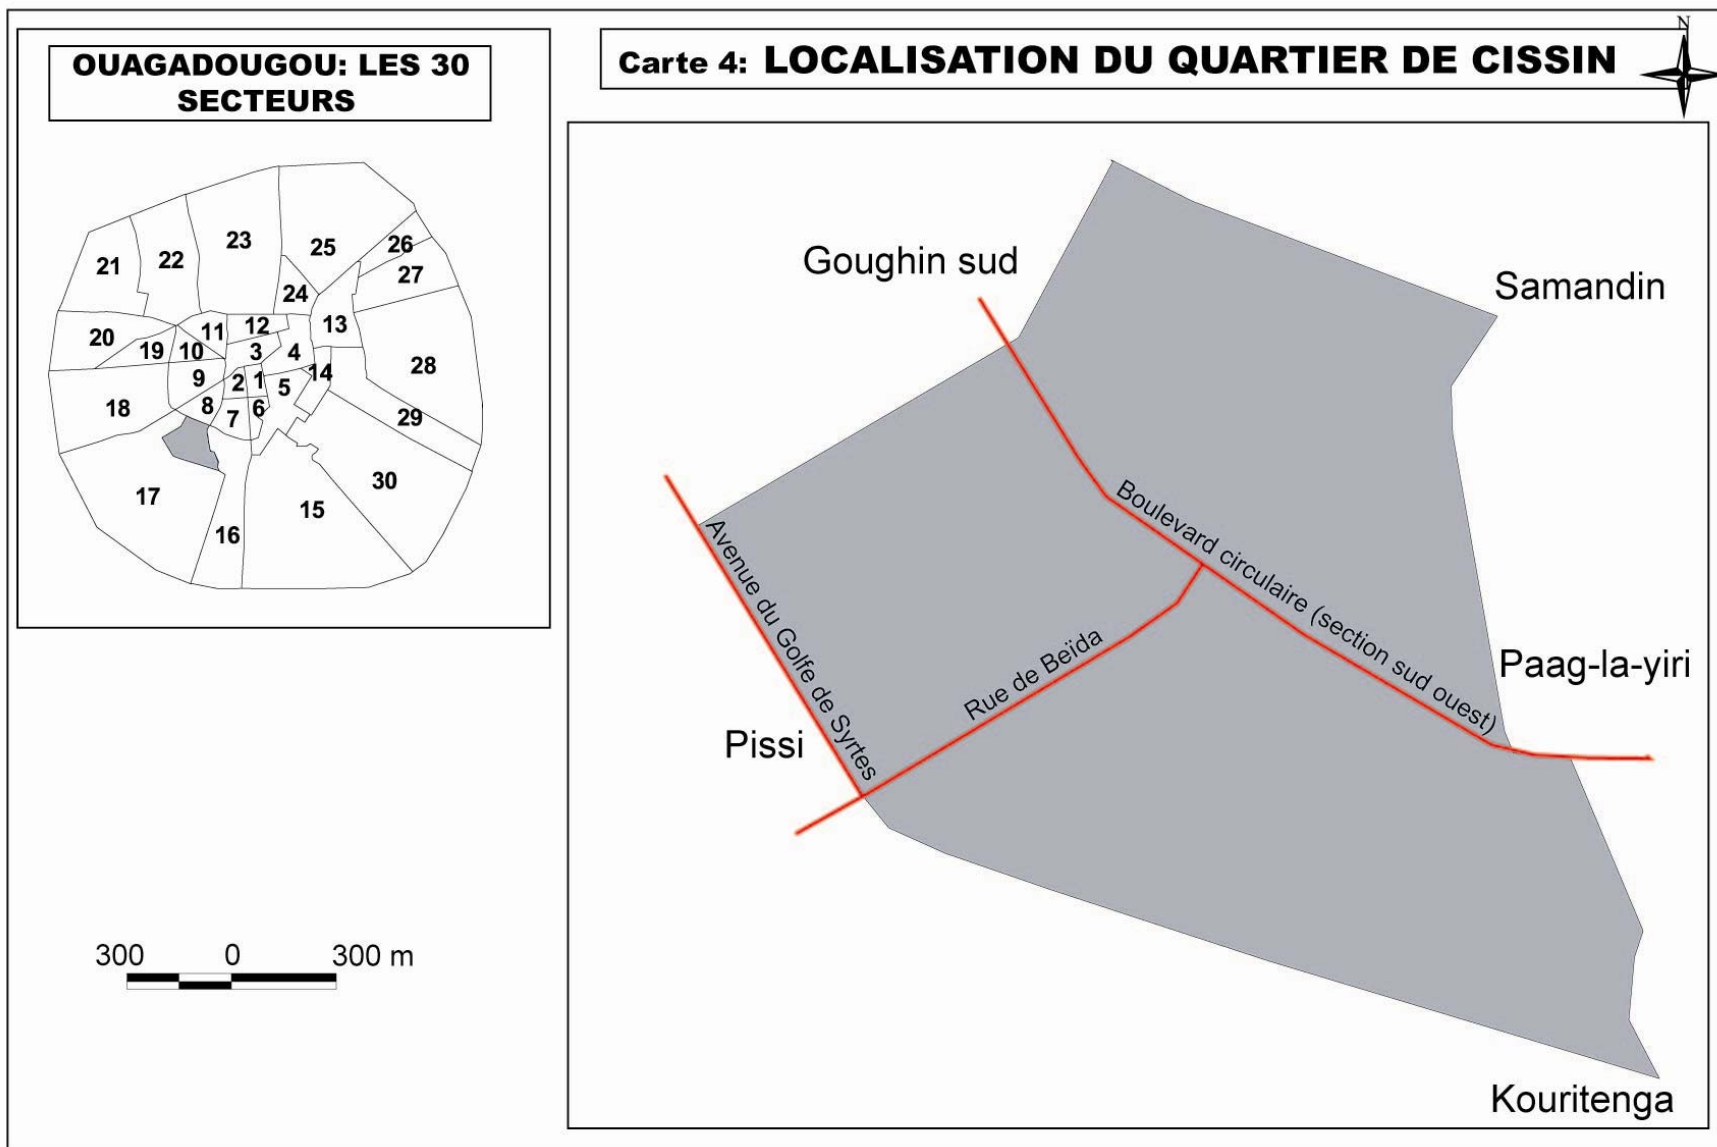 OUAGADOUGOU: LES 30
SECTEURS
Carte 4: LOCALISATION DU QUARTIER DE CISSIN
N
23
25
26
21
22
27
24
20
11
12
13
19
10
3
4
28
9
2
1
5
14
18
8
7
6
29
17
30
15
16
300 0 300 m
Goughin sud
Samandin
Boulevard circulaire (section sud ouest)
Avenue du Golfe de Syrtes
Rue de Beïda
Paag-la-yiri
Pissi
Kouritenga